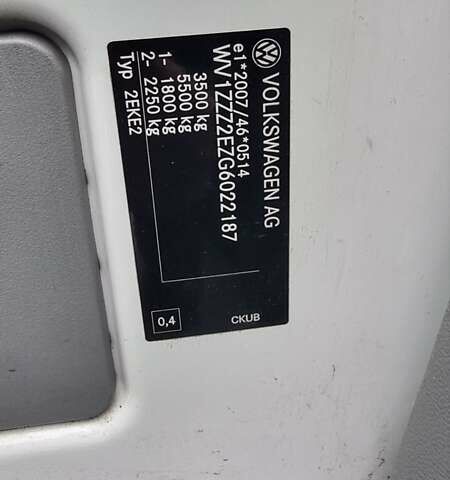 VOLKSWAGEN AG
e1*2007/46*0514
WV1ZZZ2EZG6022187
3500 kg
5500 kg
1- 1800 kg
2- 2250 kg
Typ 2EKE2
0,4
CKUB